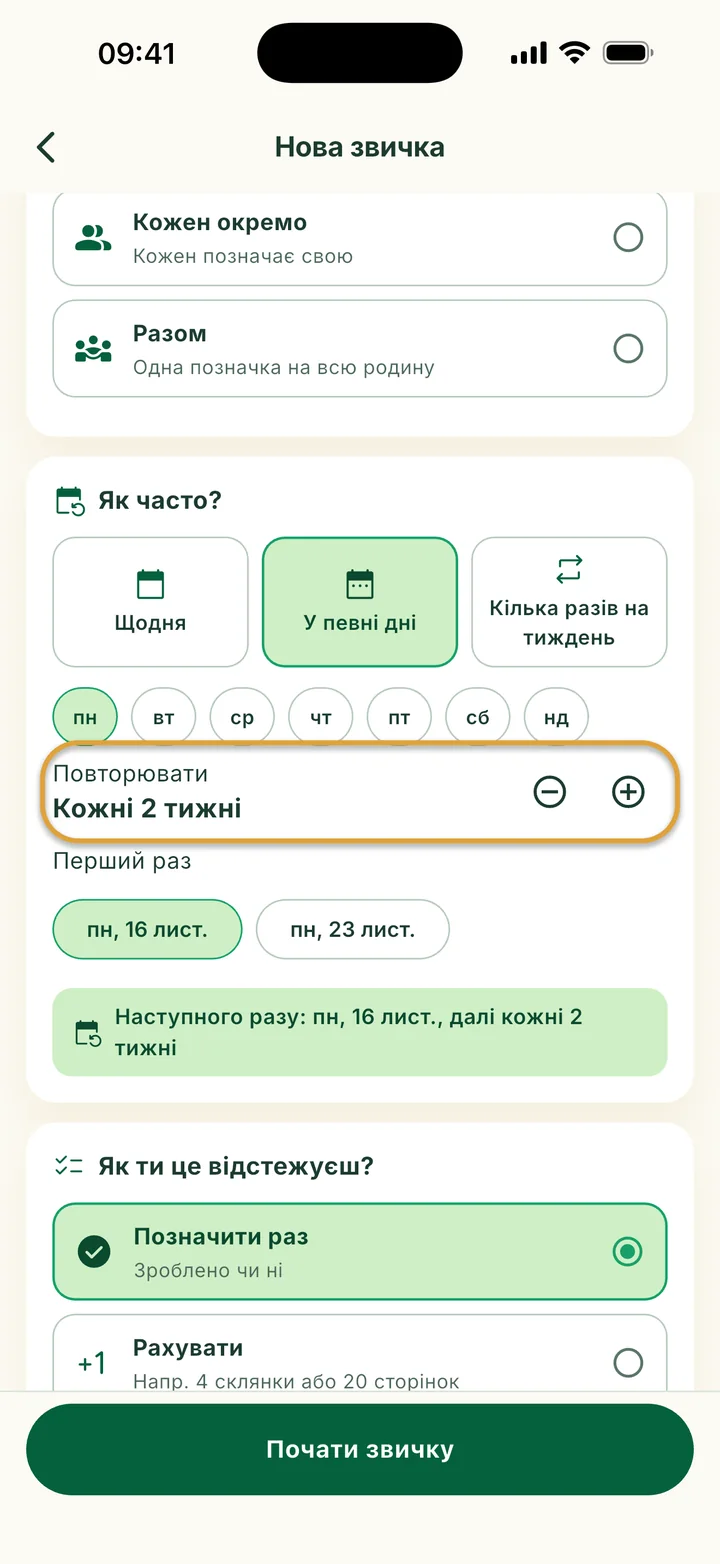 09:41
Нова звичка
Кожен окремо
Кожен позначає свою
Разом
Одна позначка на всю родину
Як часто?
Щодня
У певні дні
Кілька разів на
тиждень
пн вт ср чт пт сб нд
Повторювати
Кожні 2 тижні
Перший раз
пн, 16 лист. пн, 23 лист.
Наступного разу: пн, 16 лист., далі кожні 2
тижні
Як ти це відстежуєш?
Позначити раз
Зроблено чи ні
+1 Рахувати
Напр. 4 склянки або 20 сторінок
Почати звичку